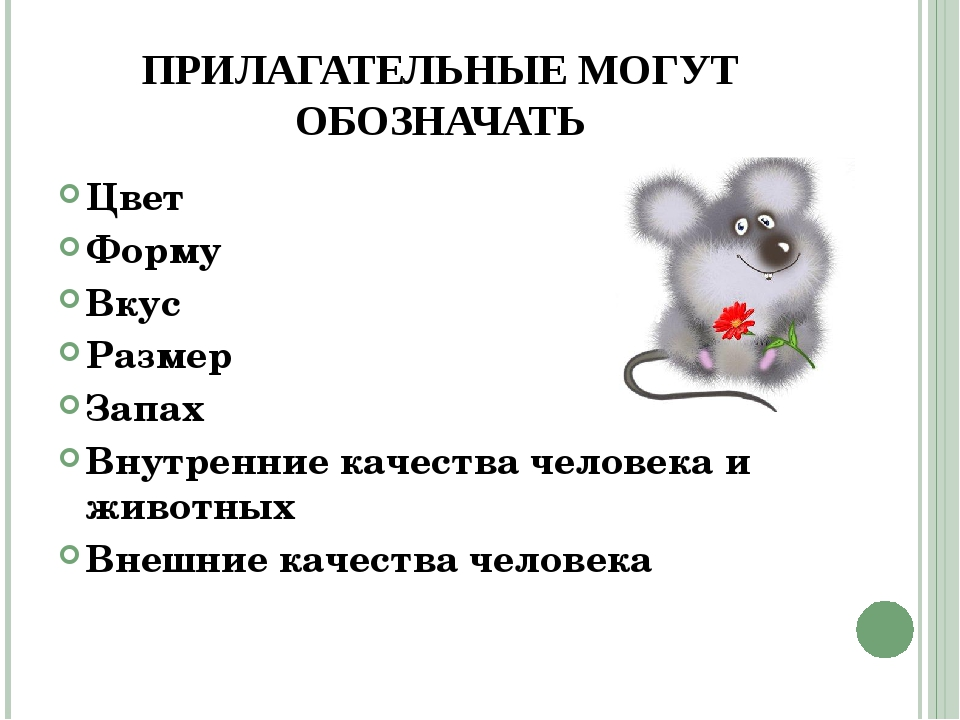 ПРИЛАГАТЕЛЬНЫЕ МОГУТ
ОБОЗНАЧАТЬ
Цвет
Форму
Вкус
Размер
Запах
Внутренние качества человека и
животных
Внешние качества человека